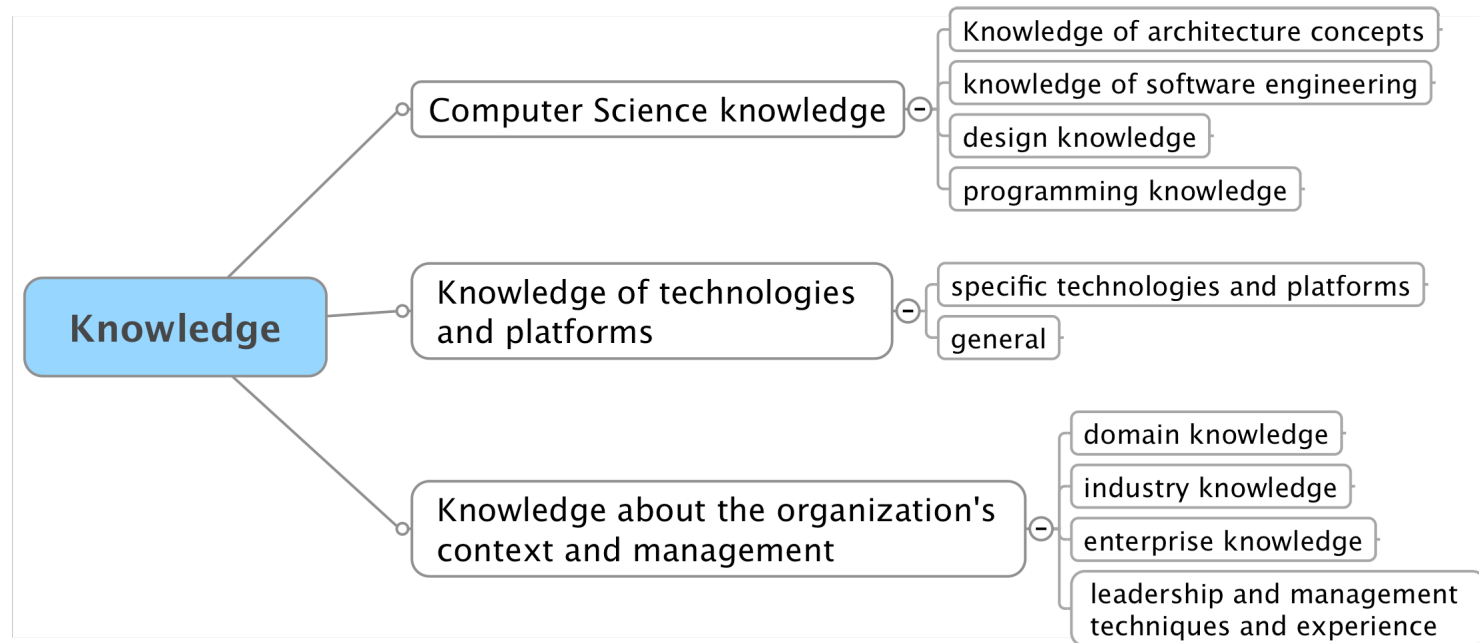 Knowledge
Computer Science knowledge
Knowledge of architecture concepts
knowledge of software engineering
design knowledge
programming knowledge
Knowledge of technologies
and platforms
specific technologies and platforms
general
Knowledge about the organization's
context and management
domain knowledge
industry knowledge
enterprise knowledge
leadership and management
techniques and experience